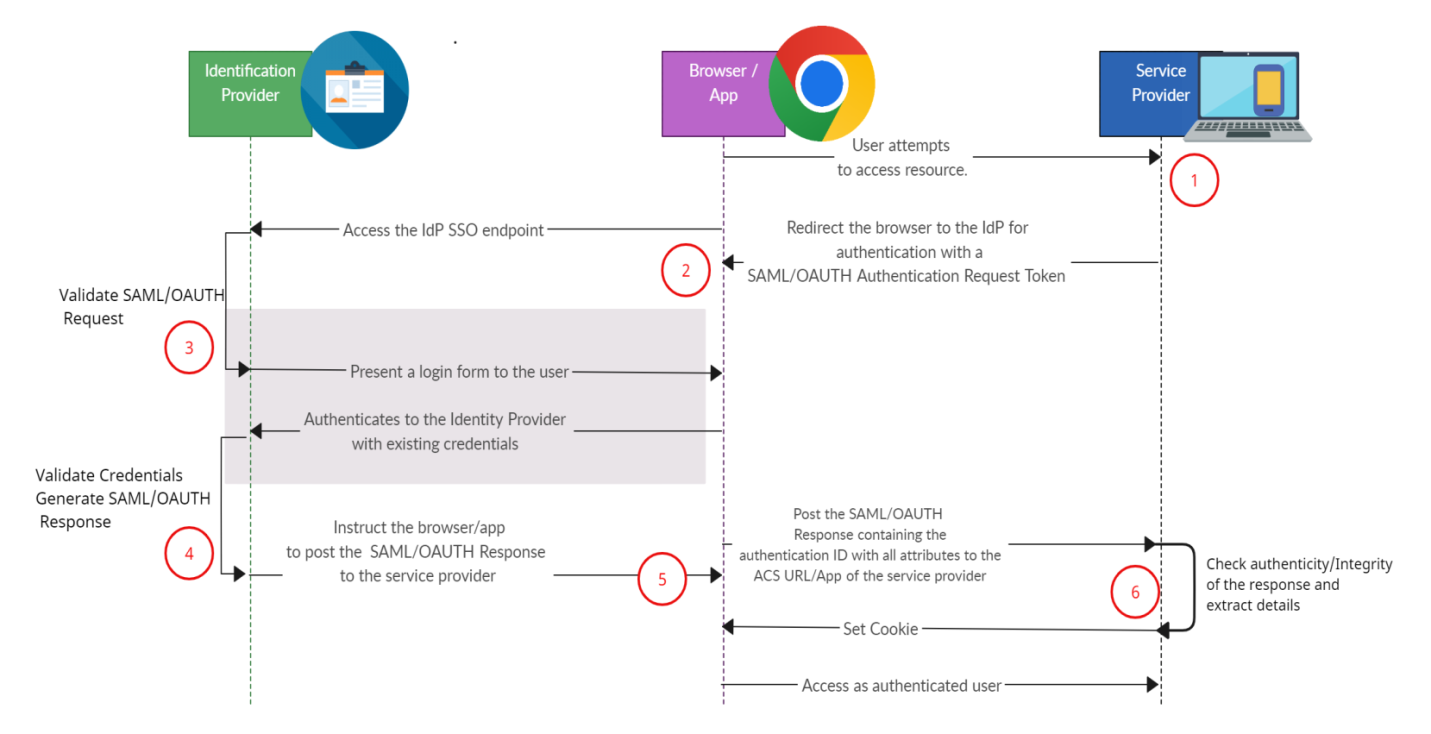 Identification
Provider
Browser /
App
Service
Provider
User attempts
to access resource.
1
Access the IdP SSO endpoint
Redirect the browser to the IdP for
authentication with a
SAML/OAUTH Authentication Request Token
2
Validate SAML/OAUTH
Request
3
Present a login form to the user
Authenticates to the Identity Provider
with existing credentials
Validate Credentials
Generate SAML/OAUTH
Response
4
Instruct the browser/app
to post the SAML/OAUTH Response
to the service provider
5
Post the SAML/OAUTH
Response containing the
authentication ID with all attributes to the
ACS URL/App of the service provider
6
Check authenticity/Integrity
of the response and
extract details
Set Cookie
Access as authenticated user